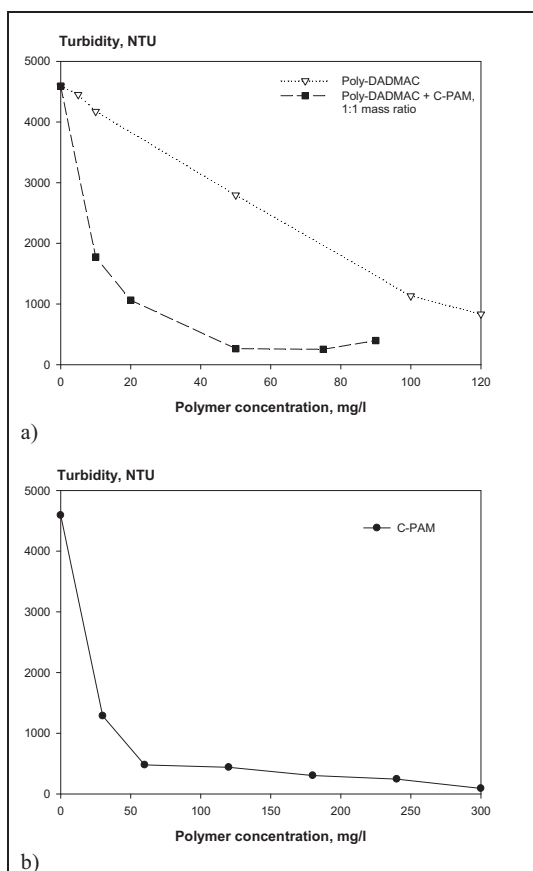 Turbidity, NTU
5000
4000
3000
2000
1000
0
Poly-DADMAC
Poly-DADMAC + C-PAM,
1:1 mass ratio
0 20 40 60 80 100 120
Polymer concentration, mg/l
a)
Turbidity, NTU
5000
4000
3000
2000
1000
0
C-PAM
0 50 100 150 200 250 300
Polymer concentration, mg/l
b)